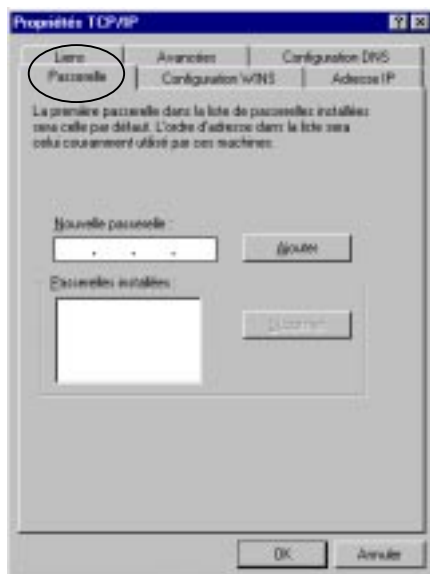 Propriétés TCP/IP
Liens Avancées Configuration DNS
Passerelle Configuration WINS Adresse IP
La première passerelle dans la liste de passerelles installées
sera celle par défaut. L'ordre d'adresse dans la liste sera
celui couramment utilisé par ces machines.
Nouvelle passerelle :
Ajouter
Passerelles installées :
Supprimer
OK Annuler